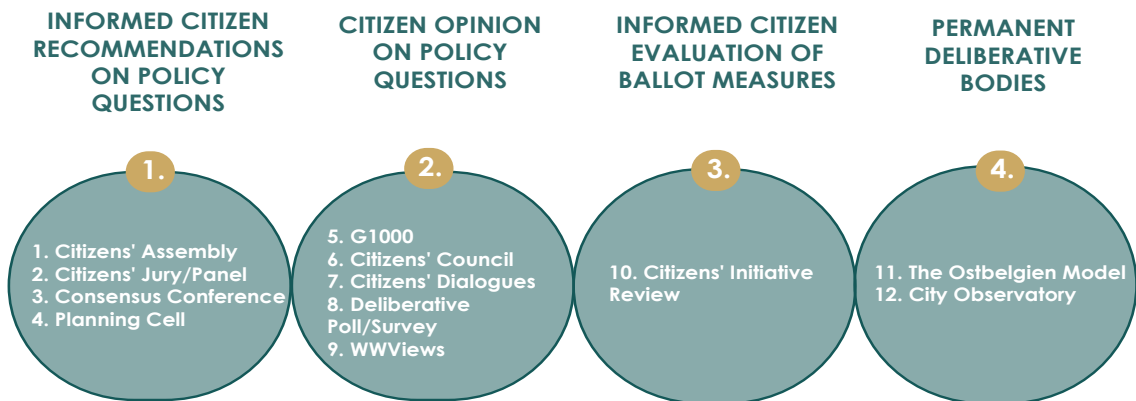 INFORMED CITIZEN
RECOMMENDATIONS
ON POLICY
QUESTIONS
1.
1. Citizens' Assembly
2. Citizens' Jury/Panel
3. Consensus Conference
4. Planning Cell
CITIZEN OPINION
ON POLICY
QUESTIONS
2.
5. G1000
6. Citizens' Council
7. Citizens' Dialogues
8. Deliberative
Poll/Survey
9. WWViews
INFORMED CITIZEN
EVALUATION OF
BALLOT MEASURES
3.
10. Citizens' Initiative
Review
PERMANENT
DELIBERATIVE
BODIES
4.
11. The Ostbelgien Model
12. City Observatory